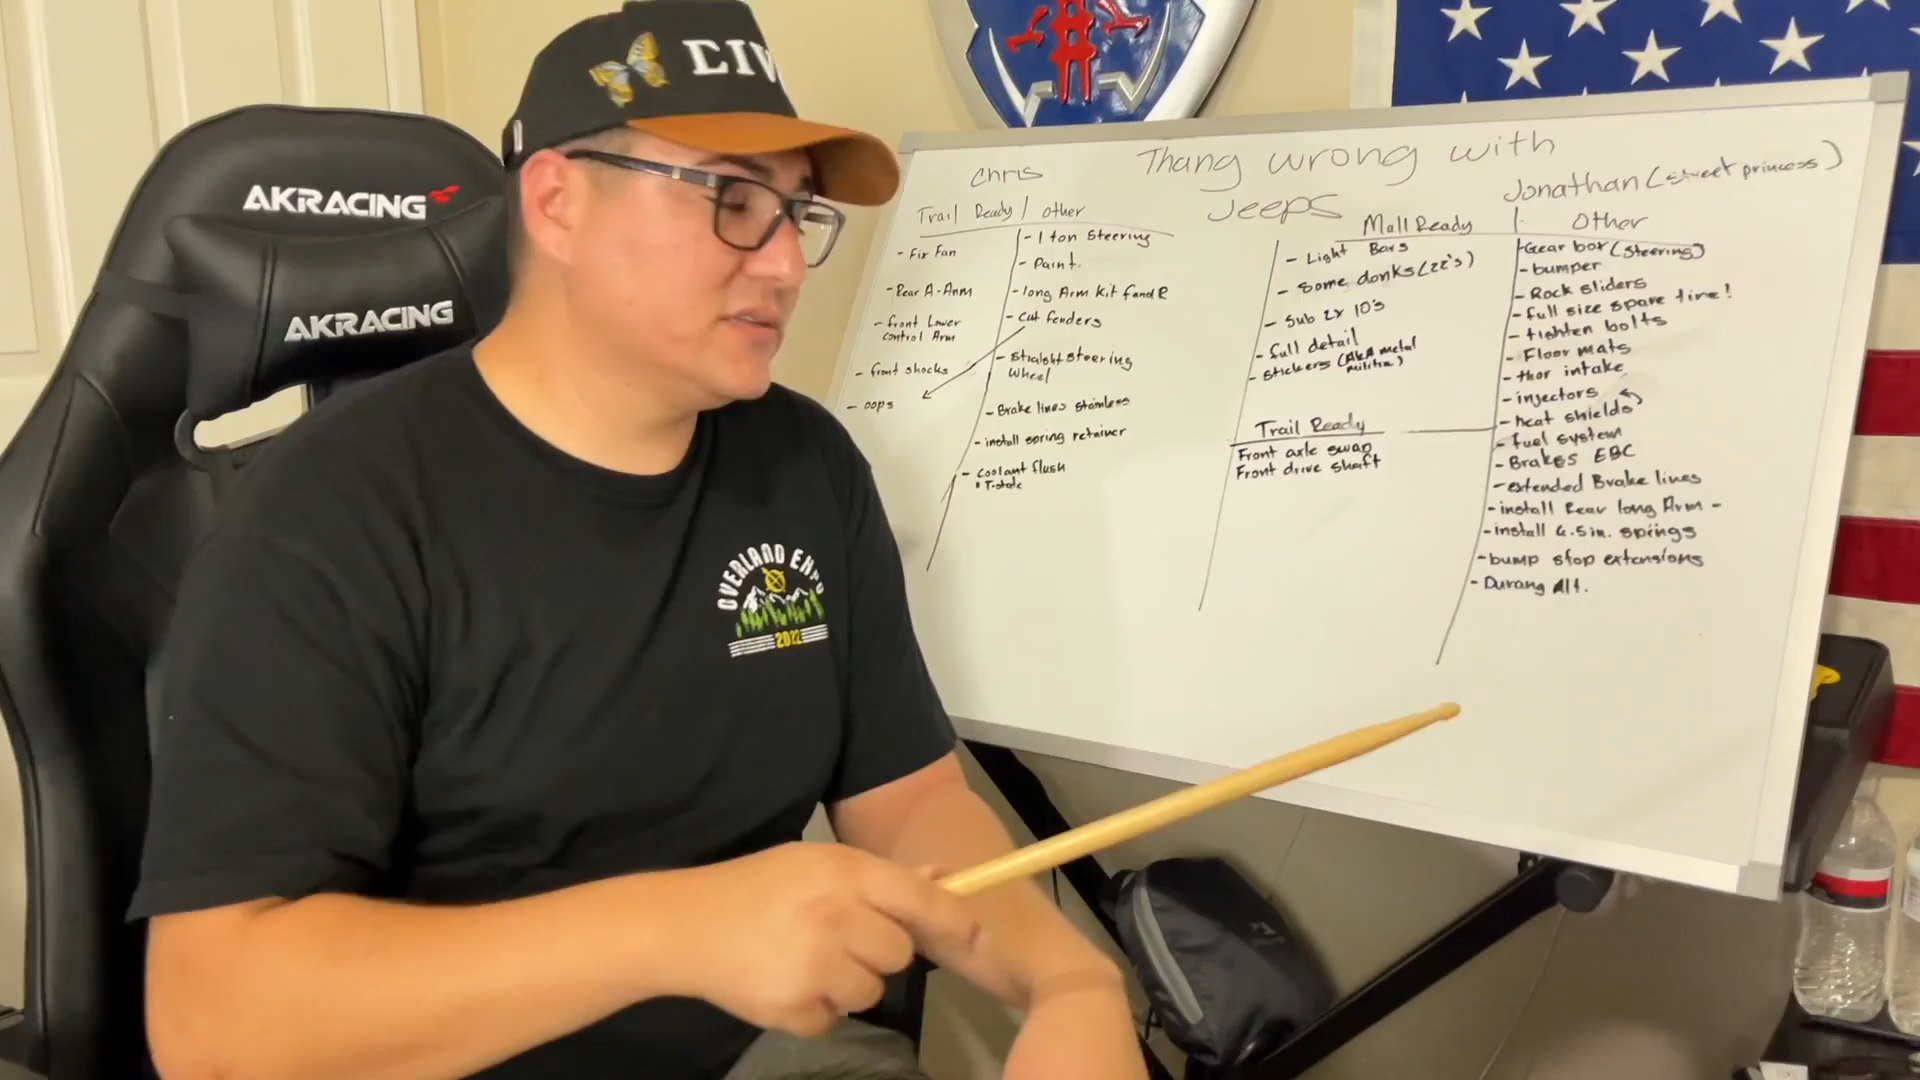 AKRACING
AKRACING
OVERLAND EXPO
2022
Thang wrong with
Jeeps
Chris
Trail Ready / other
- Fix Fan
- Rear A-Arm
- front Lower
control Arm
- front shocks
- oops
- 1 ton Steering
- Paint.
- long Arm kit f and R
- Cut fenders
- Straight steering
wheel
- Brake lines stainless
- install spring retainer
- Coolant flush
" T-state
Jonathan (street princess)
Mall Ready
- Light Bars
- Some donks (22's)
- Sub 2x 10's
- full detail
- Stickers (AKA metal
militia)
Trail Ready
Front axle swap
Front drive shaft
Other
- Gear box (Steering)
- bumper
- Rock sliders
- full size spare tire!
- tighten bolts
- Floor mats
- thor intake
- injectors
- heat shields
- fuel system
- Brakes EBC
- extended Brake lines
- install Rear long Arm -
- install 4.5in. spings
- bump stop extensions
- Durang Alt.